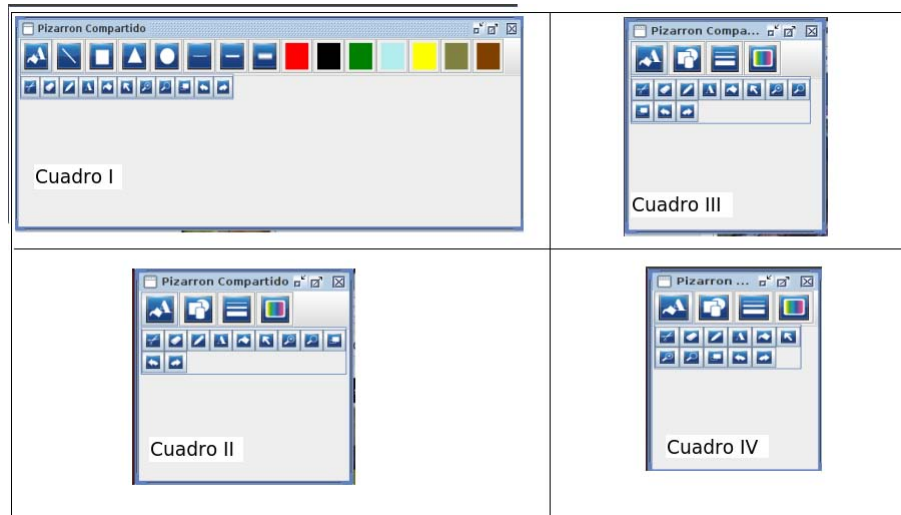 Pizarron Compartido
Cuadro I
Pizarron Compa...
Cuadro III
Pizarron Compartido
Cuadro II
Pizarron ...
Cuadro IV